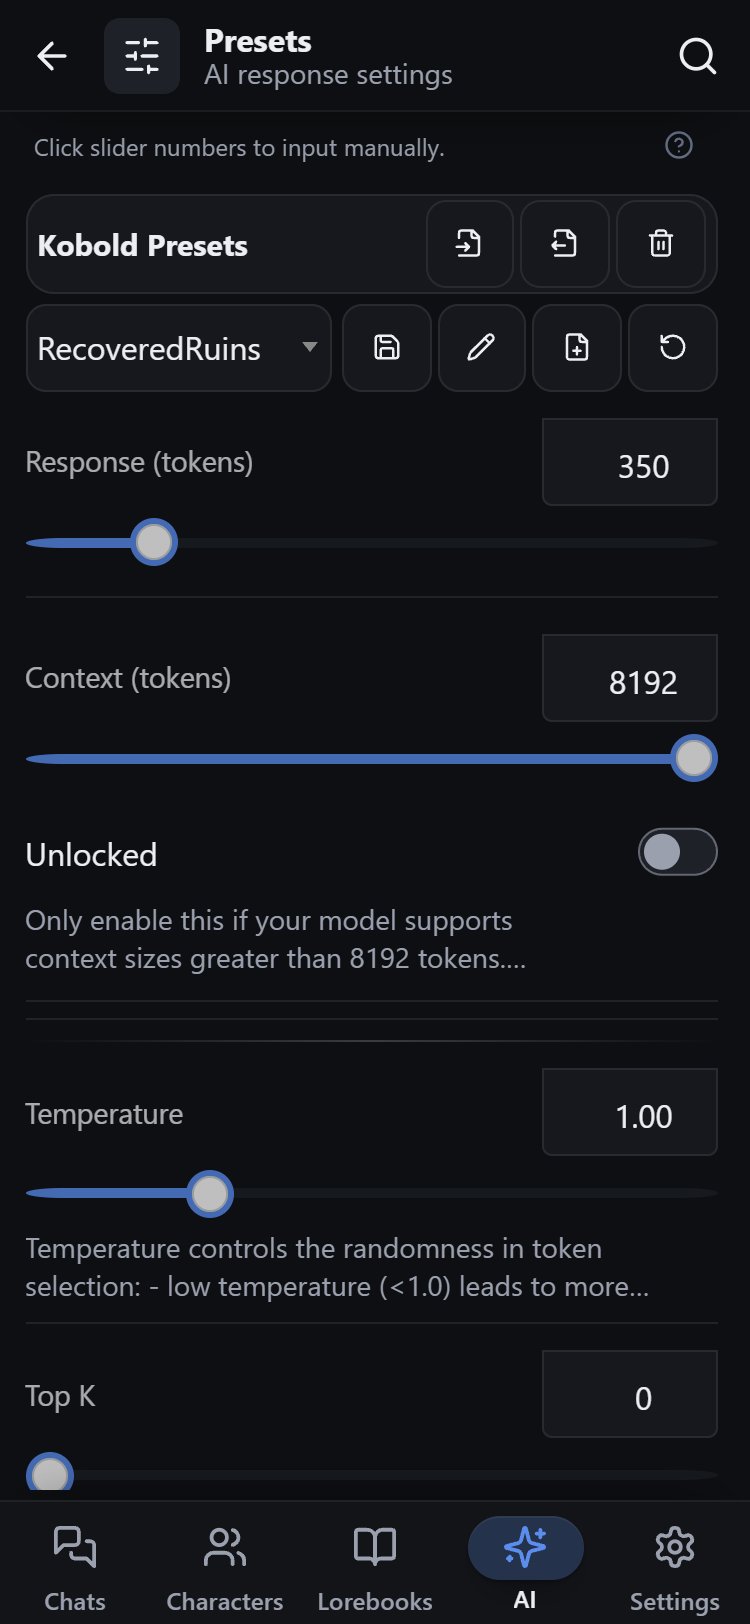 Presets
AI response settings
Click slider numbers to input manually.
Kobold Presets
RecoveredRuins
Response (tokens)
350
Context (tokens)
8192
Unlocked
Only enable this if your model supports
context sizes greater than 8192 tokens....
Temperature
1.00
Temperature controls the randomness in token
selection: - low temperature (<1.0) leads to more...
Top K
0
Chats
Characters
Lorebooks
AI
Settings